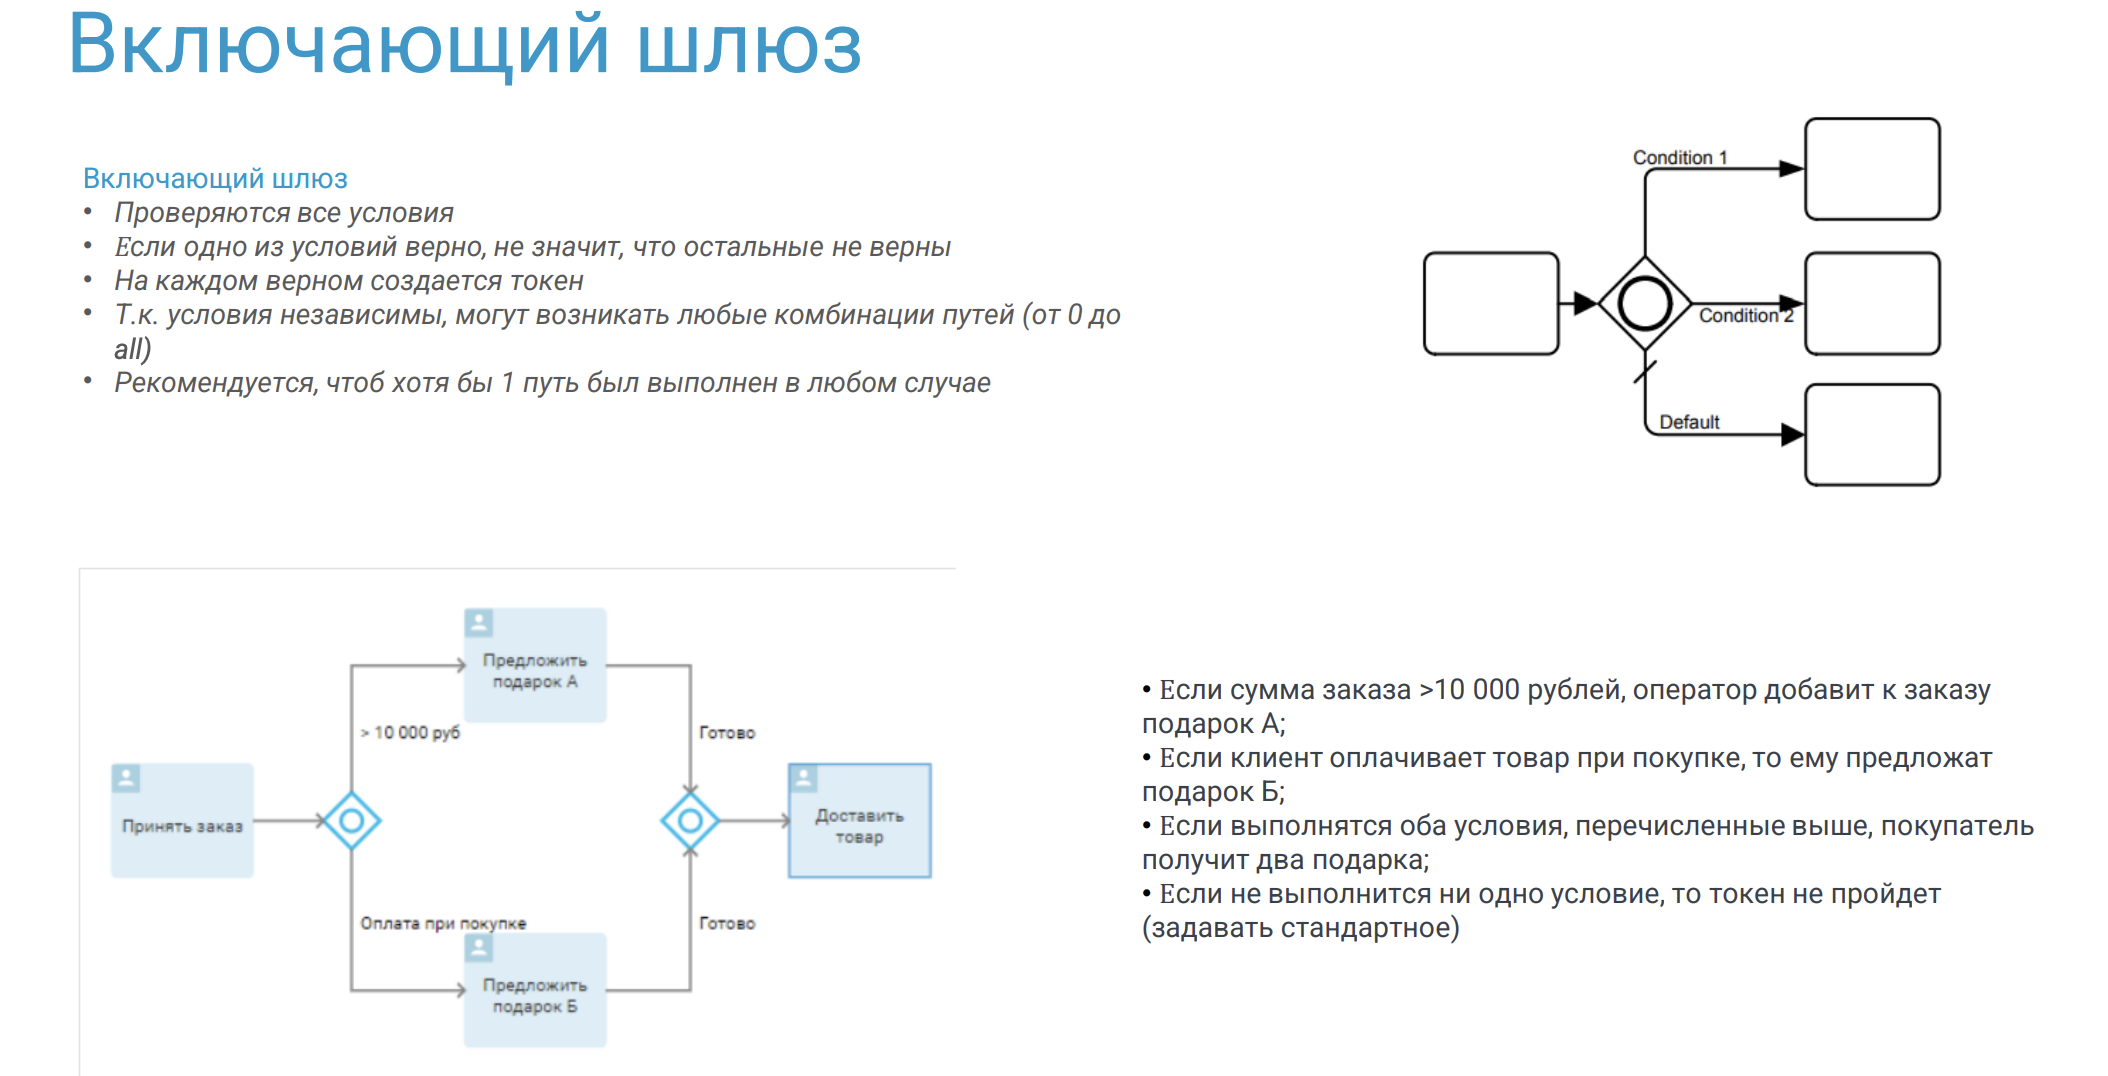 Включающий шлюз
Включающий шлюз
• Проверяются все условия
• Если одно из условий верно, не значит, что остальные не верны
• На каждом верном создается токен
• Т.к. условия независимы, могут возникать любые комбинации путей (от 0 до
all)
• Рекомендуется, чтоб хотя бы 1 путь был выполнен в любом случае
Condition 1
Condition 2
Default
Предложить
подарок А
> 10 000 руб
Готово
Принять заказ
Доставить
товар
Оплата при покупке
Готово
Предложить
подарок Б
• Если сумма заказа >10 000 рублей, оператор добавит к заказу
подарок А;
• Если клиент оплачивает товар при покупке, то ему предложат
подарок Б;
• Если выполнятся оба условия, перечисленные выше, покупатель
получит два подарка;
• Если не выполнится ни одно условие, то токен не пройдет
(задавать стандартное)